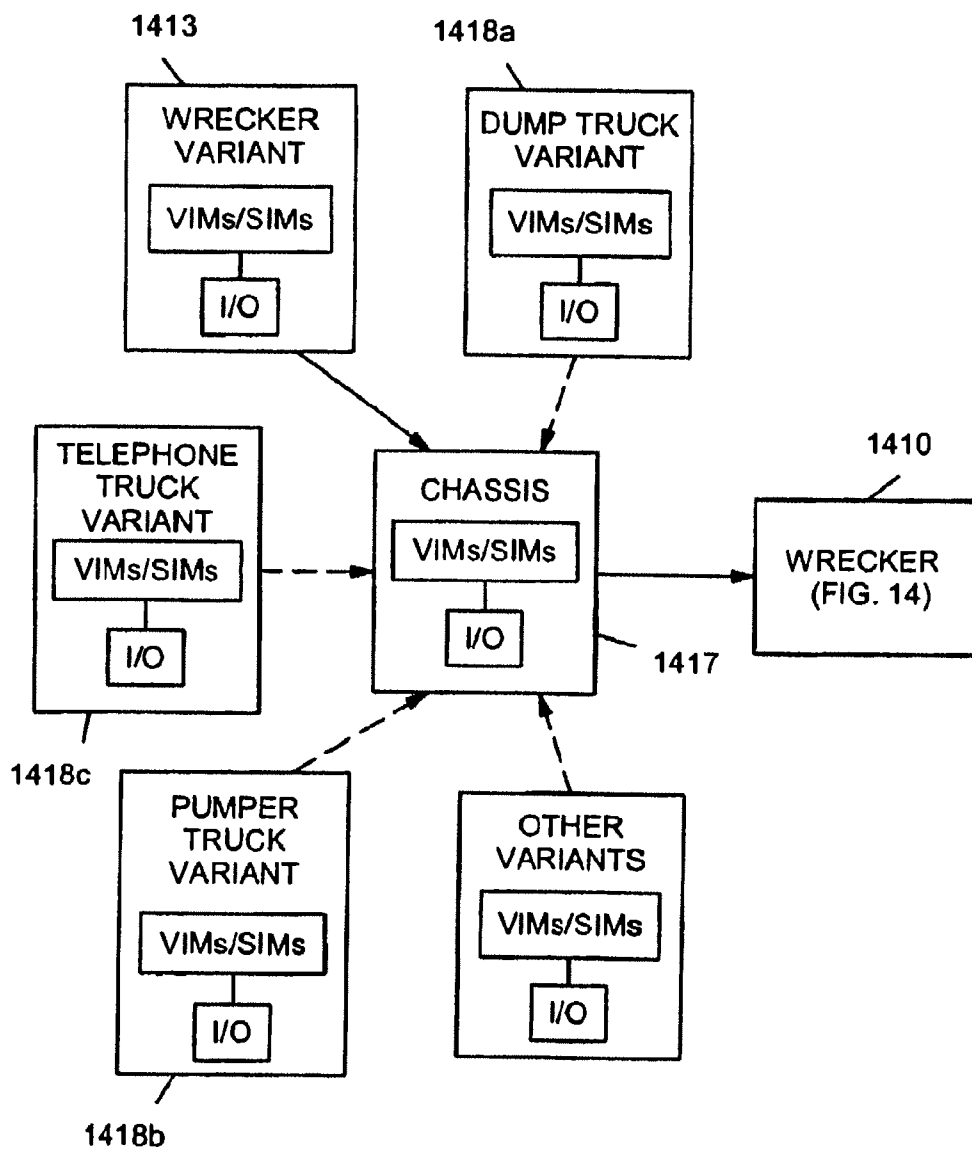 1413
1418a
WRECKER
VARIANT
VIMs/SIMs
I/O
DUMP TRUCK
VARIANT
VIMs/SIMs
I/O
TELEPHONE
TRUCK
VARIANT
VIMs/SIMs
I/O
CHASSIS
VIMs/SIMs
I/O
1410
WRECKER
(FIG. 14)
1417
1418c
PUMPER
TRUCK
VARIANT
VIMs/SIMs
I/O
OTHER
VARIANTS
VIMs/SIMs
I/O
1418b